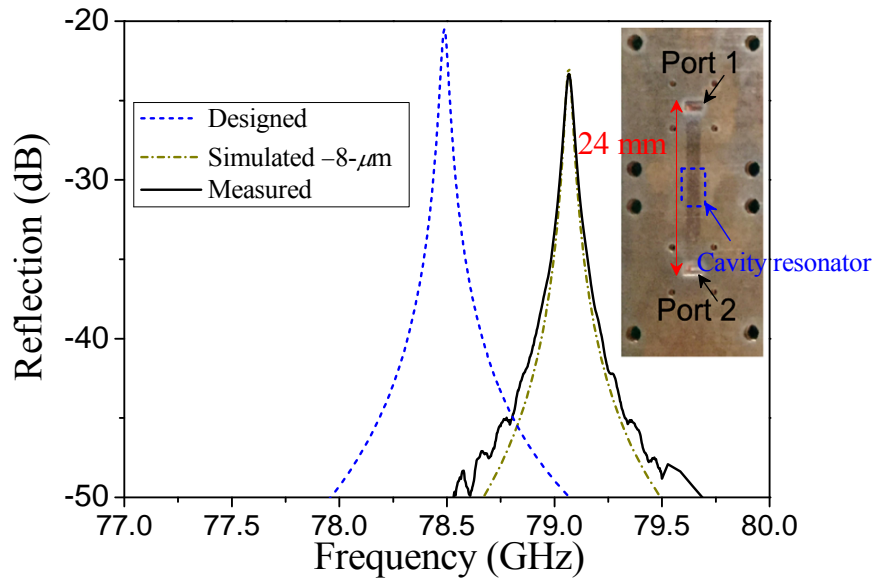 -20
-30
-40
-50
Reflection (dB)
Designed
Simulated –8-μm
Measured
Port 1
24 mm
Cavity resonator
Port 2
77.0 77.5 78.0 78.5 79.0 79.5 80.0
Frequency (GHz)